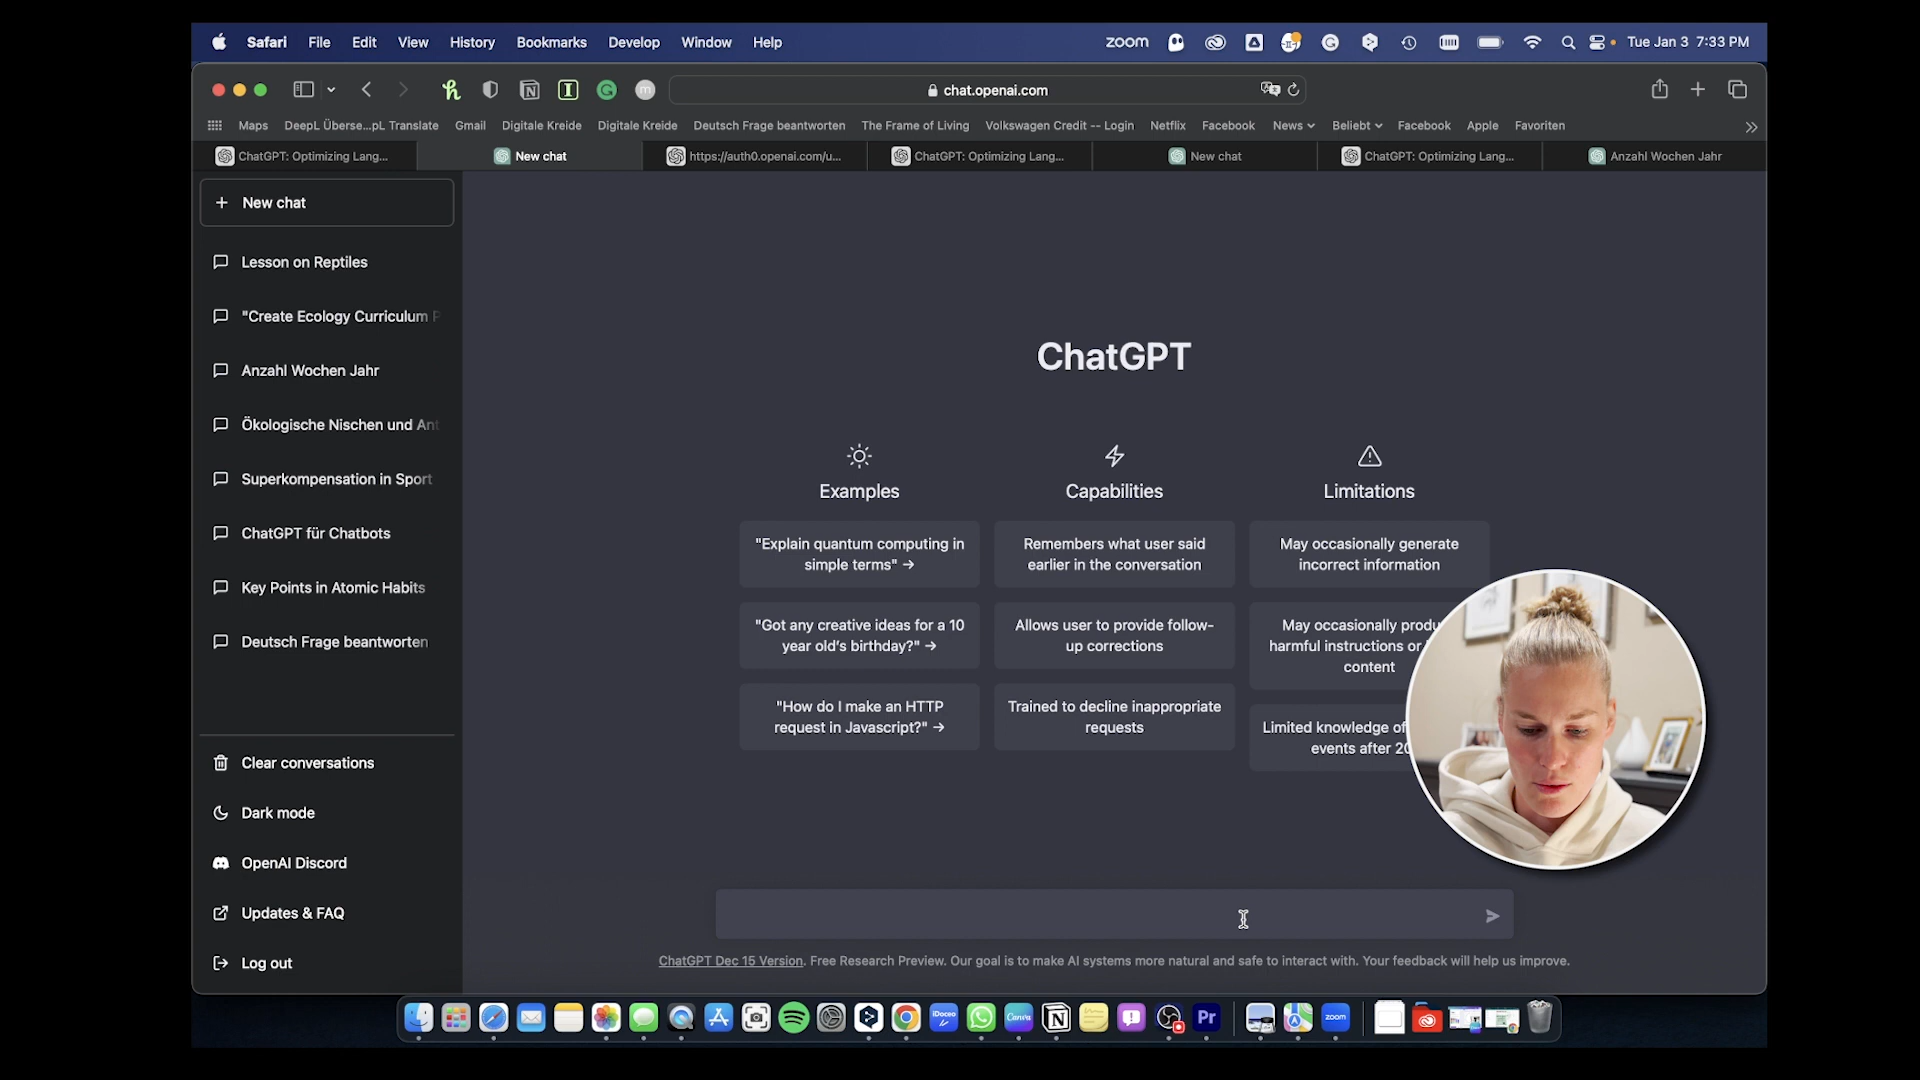 Safari File Edit View History Bookmarks Develop Window Help
zoom
Tue Jan 3 7:33 PM
chat.openai.com
Maps
DeepL Überse...pL Translate
Gmail
Digitale Kreide
Digitale Kreide
Deutsch Frage beantworten
The Frame of Living
Volkswagen Credit -- Login
Netflix
Facebook
News
Beliebt
Facebook
Apple
Favoriten
ChatGPT: Optimizing Lang...
New chat
https://auth0.openai.com/u...
ChatGPT: Optimizing Lang...
New chat
ChatGPT: Optimizing Lang...
Anzahl Wochen Jahr
+ New chat
Lesson on Reptiles
"Create Ecology Curriculum P
Anzahl Wochen Jahr
Ökologische Nischen und Ant
Superkompensation in Sport
ChatGPT für Chatbots
Key Points in Atomic Habits
Deutsch Frage beantworten
Clear conversations
Dark mode
OpenAI Discord
Updates & FAQ
Log out
ChatGPT
Examples
"Explain quantum computing in
simple terms" →
"Got any creative ideas for a 10
year old's birthday?" →
"How do I make an HTTP
request in Javascript?" →
Capabilities
Remembers what user said
earlier in the conversation
Allows user to provide follow-
up corrections
Trained to decline inappropriate
requests
Limitations
May occasionally generate
incorrect information
May occasionally produ
harmful instructions or
content
Limited knowledge of
events after 20
ChatGPT Dec 15 Version. Free Research Preview. Our goal is to make AI systems more natural and safe to interact with. Your feedback will help us improve.
iDoceo
Canva
Pr
zoom